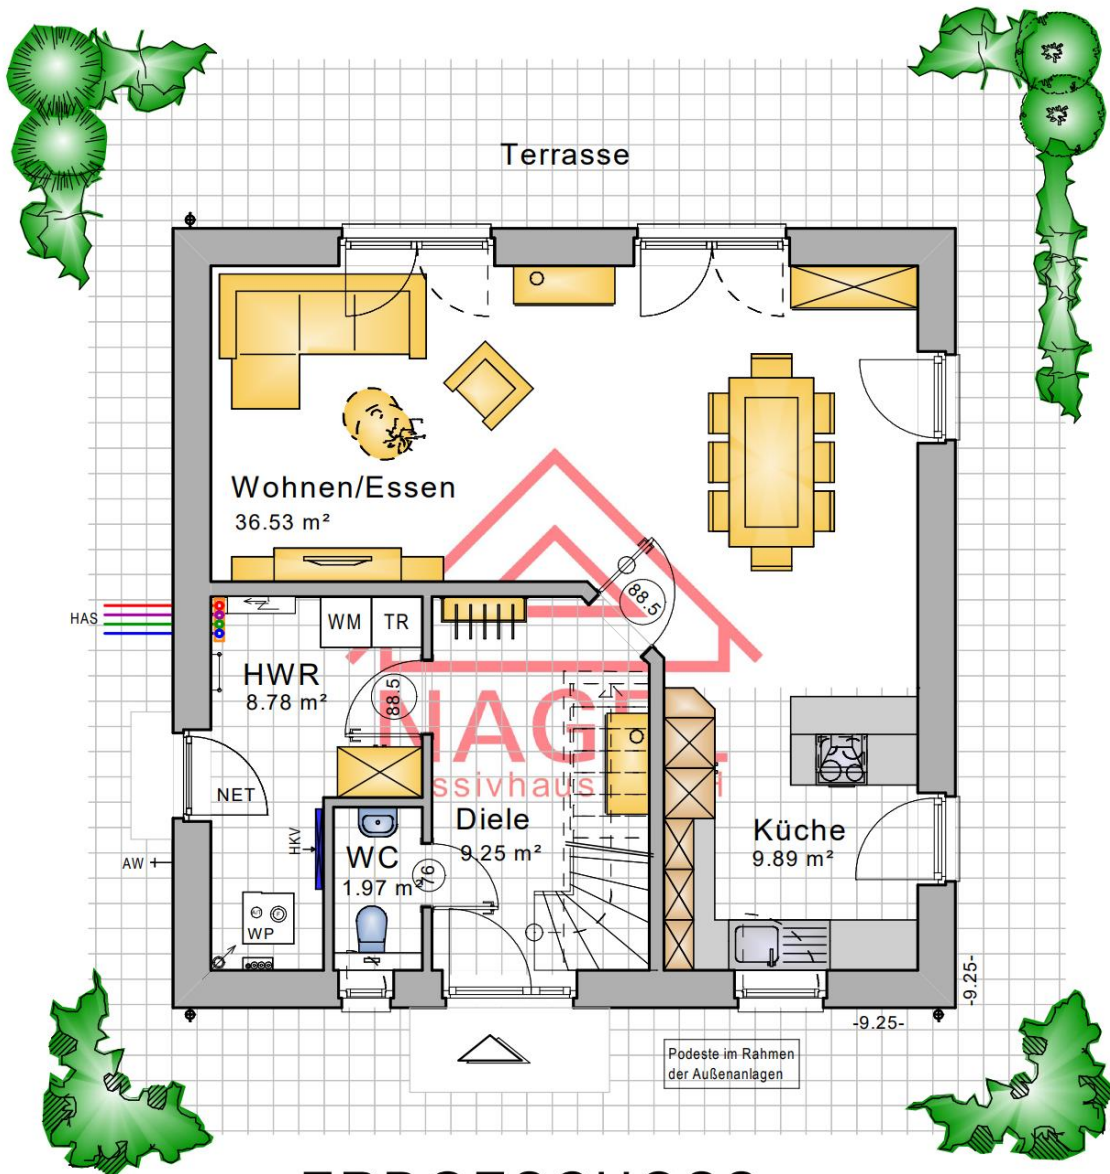 Terrasse
Wohnen/Essen
36.53 m²
88.5
HAS
WM
TR
HWR
8.78 m²
88.5
NAG
ssivhaus
NET
Diele
9.25 m²
Küche
9.89 m²
HKV
AW
WC
1.97 m²
76
WP
-9.25-
-9.25-
Podeste im Rahmen
der Außenanlagen